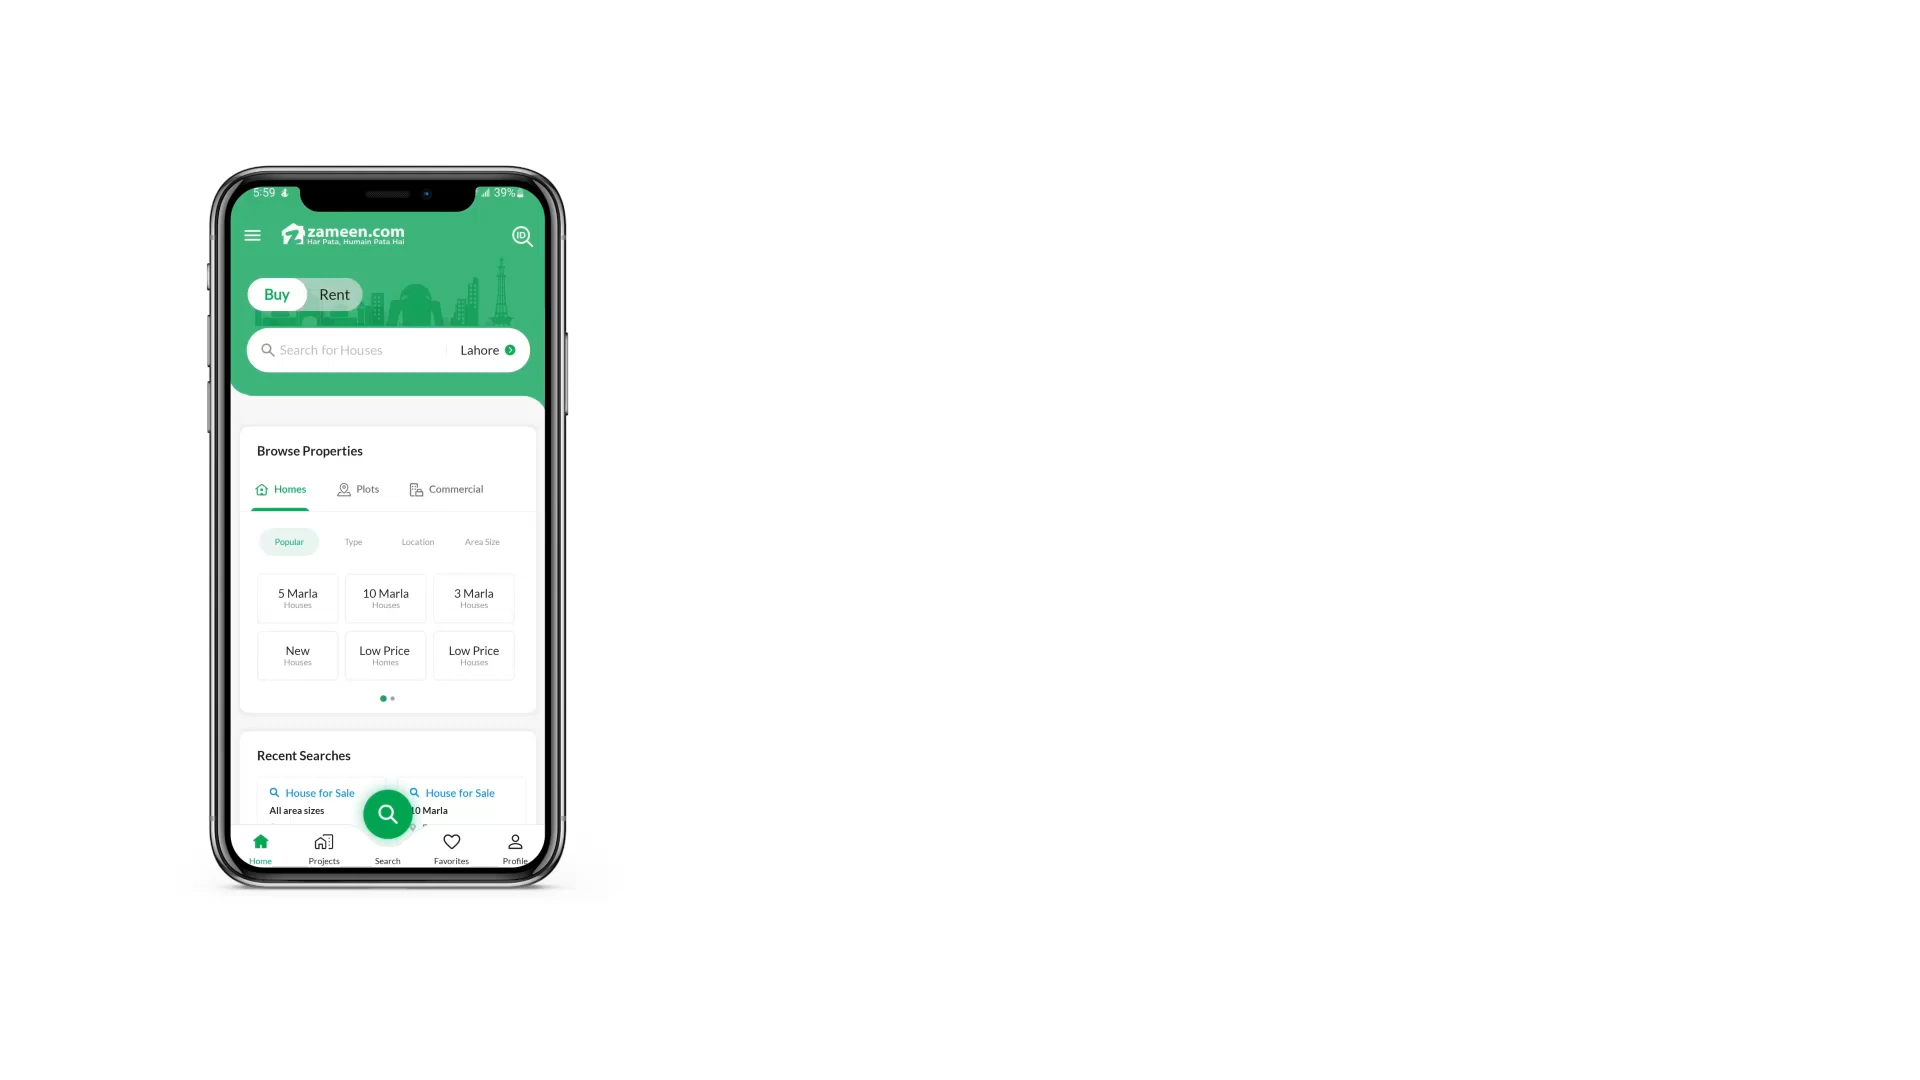 5:59
39%
zameen.com
Har Pata, Humain Pata Hai
ID
Buy Rent
Search for Houses Lahore
Browse Properties
Homes Plots Commercial
Popular Type Location Area Size
5 Marla 10 Marla 3 Marla
Houses Houses Houses
New Low Price Low Price
Houses Homes Houses
Recent Searches
House for Sale House for Sale
All area sizes 10 Marla
Home Projects Search Favorites Profile